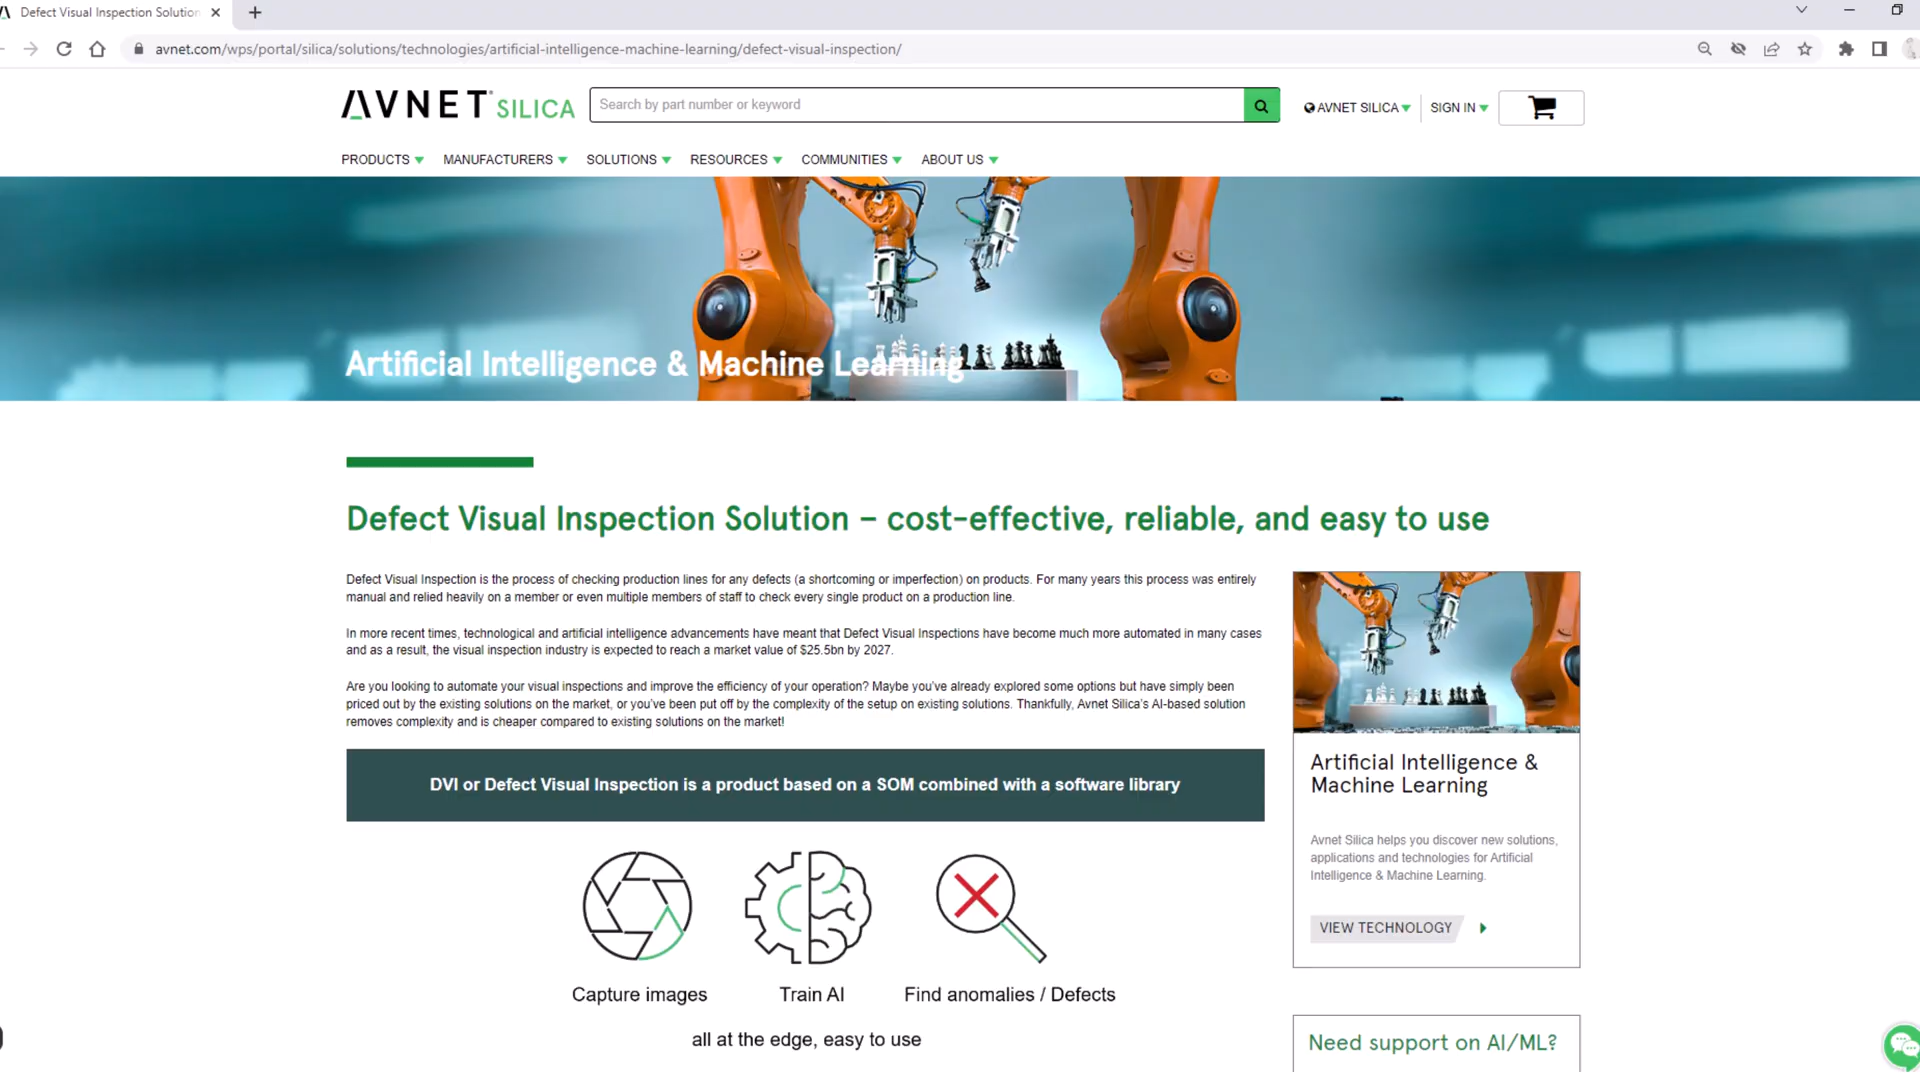 Defect Visual Inspection Solution
avnet.com/wps/portal/silica/solutions/technologies/artificial-intelligence-machine-learning/defect-visual-inspection/
AVNET SILICA
Search by part number or keyword
AVNET SILICA
SIGN IN
PRODUCTS MANUFACTURERS SOLUTIONS RESOURCES COMMUNITIES ABOUT US
Artificial Intelligence & Machine Learning
Defect Visual Inspection Solution – cost-effective, reliable, and easy to use
Defect Visual Inspection is the process of checking production lines for any defects (a shortcoming or imperfection) on products. For many years this process was entirely
manual and relied heavily on a member or even multiple members of staff to check every single product on a production line.
In more recent times, technological and artificial intelligence advancements have meant that Defect Visual Inspections have become much more automated in many cases
and as a result, the visual inspection industry is expected to reach a market value of $25.5bn by 2027.
Are you looking to automate your visual inspections and improve the efficiency of your operation? Maybe you've already explored some options but have simply been
priced out by the existing solutions on the market, or you've been put off by the complexity of the setup on existing solutions. Thankfully, Avnet Silica's AI-based solution
removes complexity and is cheaper compared to existing solutions on the market!
DVI or Defect Visual Inspection is a product based on a SOM combined with a software library
Capture images
Train AI
Find anomalies / Defects
all at the edge, easy to use
Artificial Intelligence &
Machine Learning
Avnet Silica helps you discover new solutions,
applications and technologies for Artificial
Intelligence & Machine Learning.
VIEW TECHNOLOGY
Need support on AI/ML?